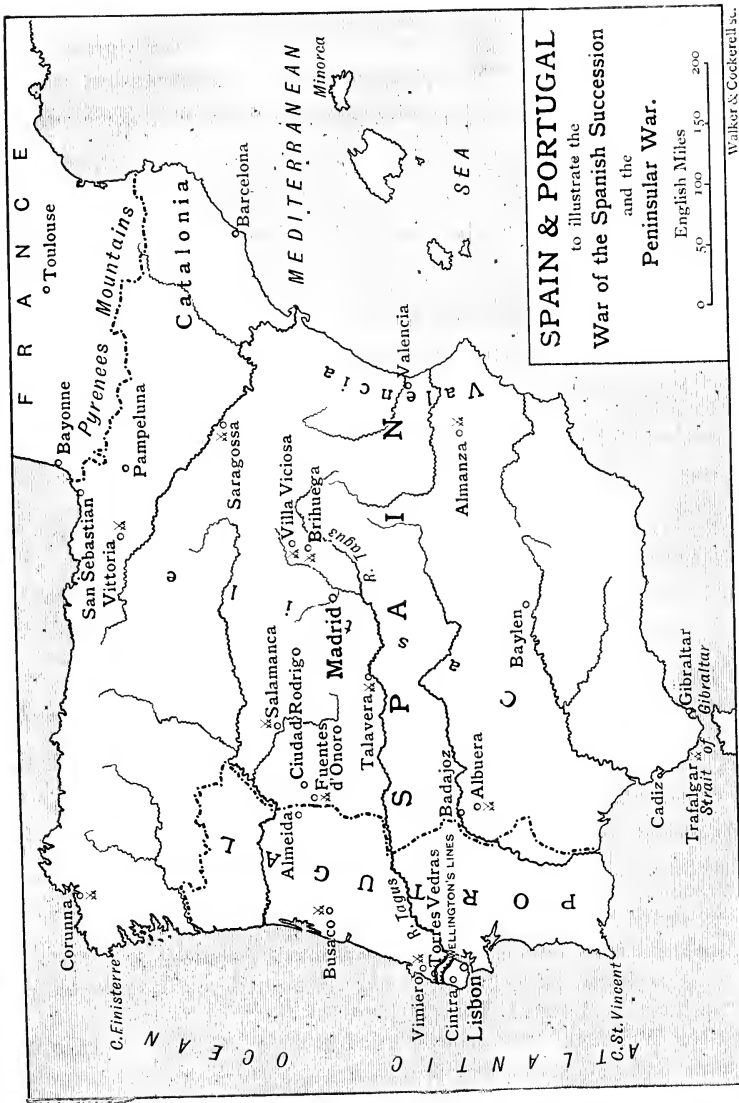 SPAIN & PORTUGAL
to illustrate the
War of the Spanish Succession
and the
Peninsular War.
English Miles
0 50 100 150 200
Walker & Cockerell sc.
FRANCE
Toulouse
Bayonne
Pyrenees Mountains
San Sebastian
Pampeluna
Vittoria
Catalonia
Barcelona
Saragossa
MEDITERRANEAN
SEA
Minorca
Corunna
C. Finisterre
ATLANTIC OCEAN
PORTUGAL
SPAIN
Castile
Salamanca
Ciudad Rodrigo
Fuentes
d'Onoro
Almeida
Busaco
Villa Viciosa
Brihuega
Madrid
R. Tagus
Talavera
R. Tagus
Valencia
Valencia
Almanza
Vimiero
Torres Vedras
WELLINGTON'S LINES
Cintra
Lisbon
Badajoz
Albuera
Baylen
C. St. Vincent
Cadiz
Trafalgar
Gibraltar
Strait of Gibraltar